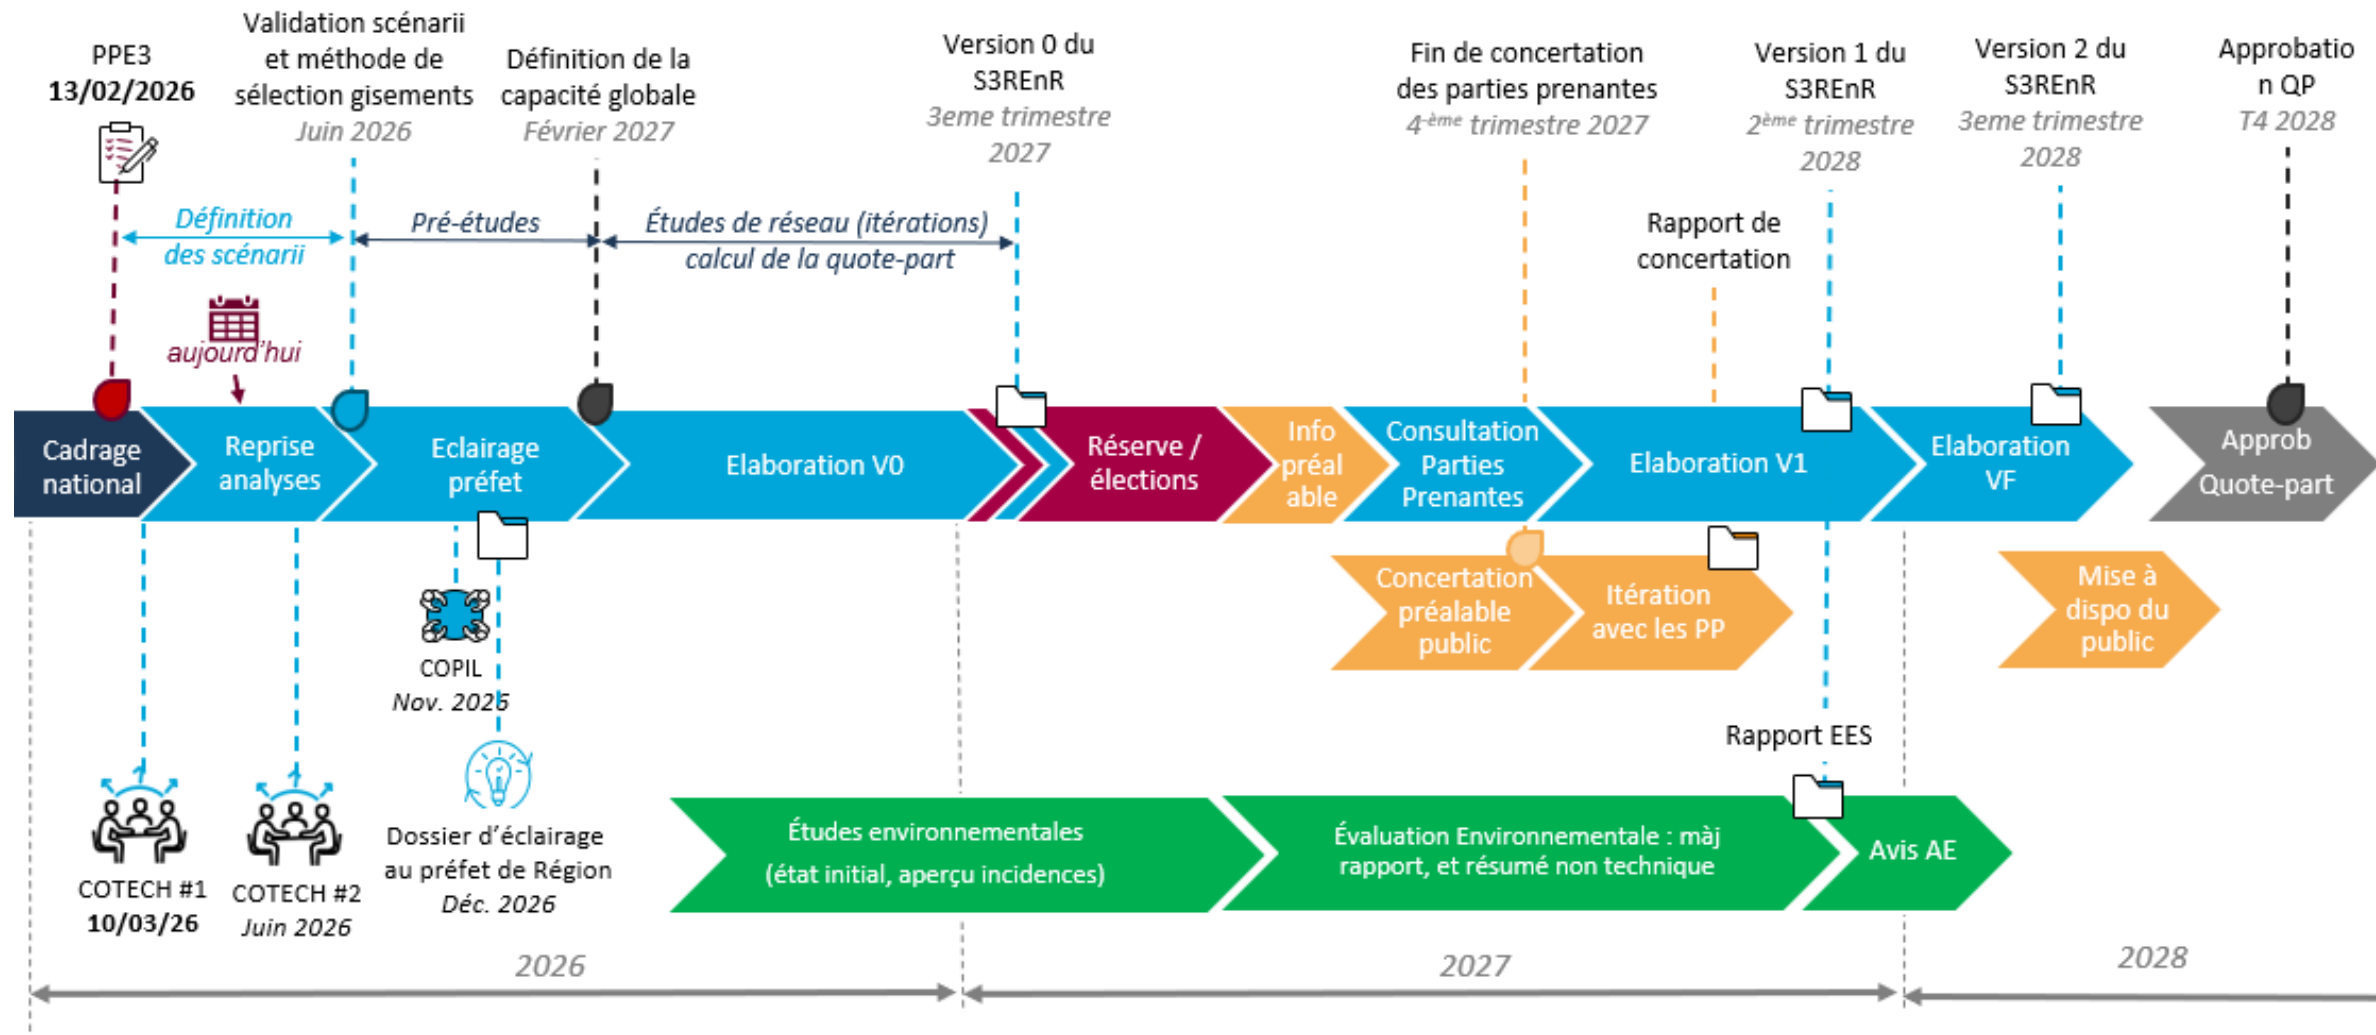 PPE3
13/02/2026
Validation scénarii
et méthode de
sélection gisements
Juin 2026
Définition de la
capacité globale
Février 2027
Version 0 du
S3REnR
3eme trimestre
2027
Fin de concertation
des parties prenantes
4-ème trimestre 2027
Version 1 du
S3REnR
2ème trimestre
2028
Version 2 du
S3REnR
3eme trimestre
2028
Approbatio
n QP
T4 2028
Définition
des scénarii
Pré-études
Études de réseau (itérations)
calcul de la quote-part
Rapport de
concertation
aujourd'hui
Cadrage
national
Reprise
analyses
Eclairage
préfet
Elaboration V0
Réserve /
élections
Info
préal
able
Consultation
Parties
Prenantes
Elaboration V1
Elaboration
VF
Approb
Quote-part
Concertation
préalable
public
Itération
avec les PP
Mise à
dispo du
public
COPIL
Nov. 2026
Rapport EES
COTECH #1
10/03/26
COTECH #2
Juin 2026
Dossier d'éclairage
au préfet de Région
Déc. 2026
Études environnementales
(état initial, aperçu incidences)
Évaluation Environnementale : màj
rapport, et résumé non technique
Avis AE
2026
2027
2028